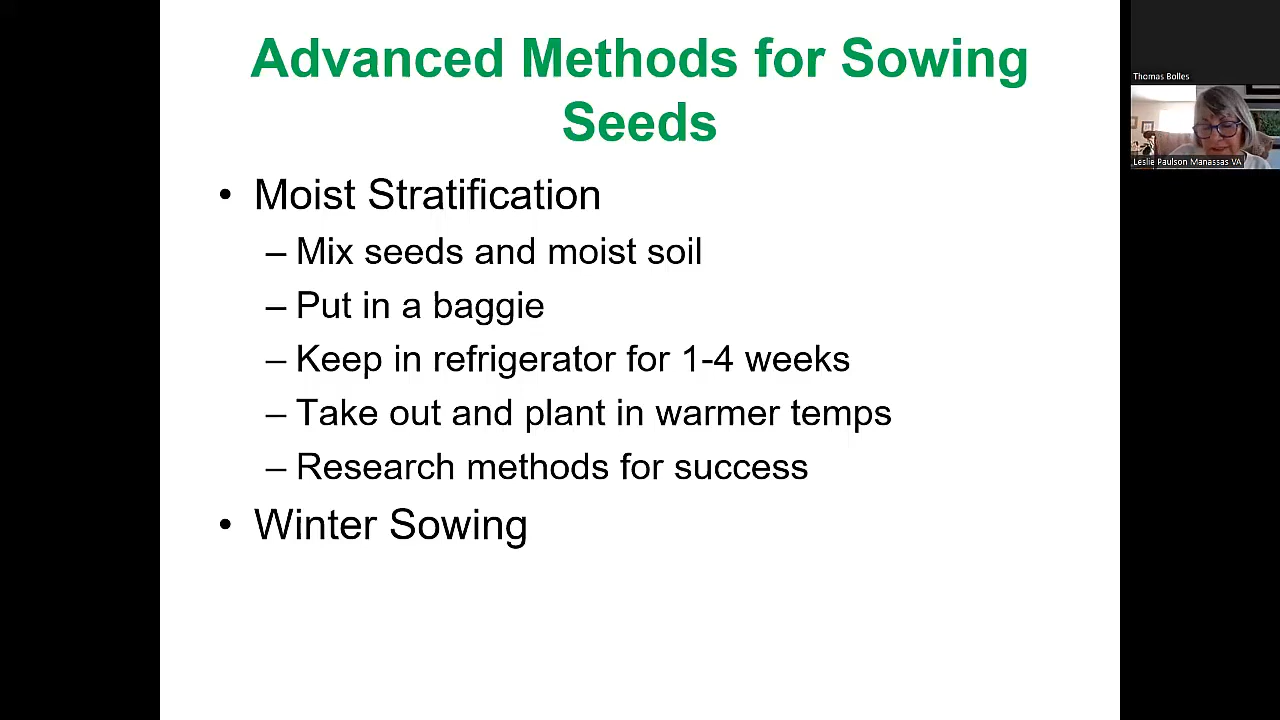 Advanced Methods for Sowing
Seeds
• Moist Stratification
– Mix seeds and moist soil
– Put in a baggie
– Keep in refrigerator for 1-4 weeks
– Take out and plant in warmer temps
– Research methods for success
• Winter Sowing
Thomas Bolles
Leslie Paulson Manassas VA